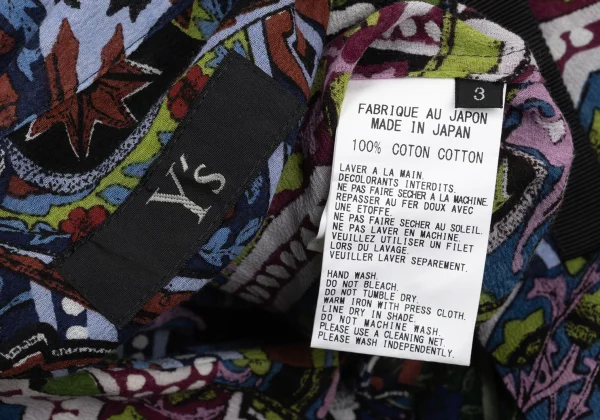 Y's
3
FABRIQUE AU JAPON
MADE IN JAPAN
100% COTON COTTON
LAVER A LA MAIN.
DECOLORANTS INTERDITS.
NE PAS FAIRE SECHER A LA MACHINE.
REPASSER AU FER DOUX AVEC
UNE ETOFFE.
NE PAS FAIRE SECHER AU SOLEIL.
NE PAS LAVER EN MACHINE.
VEUILLEZ UTILISER UN FILET
LORS DU LAVAGE.
VEUILLER LAVER SEPAREMENT.
HAND WASH.
DO NOT BLEACH.
DO NOT TUMBLE DRY.
WARM IRON WITH PRESS CLOTH.
LINE DRY IN SHADE.
DO NOT MACHINE WASH.
PLEASE USE A CLEANING NET.
PLEASE WASH INDEPENDENTLY.